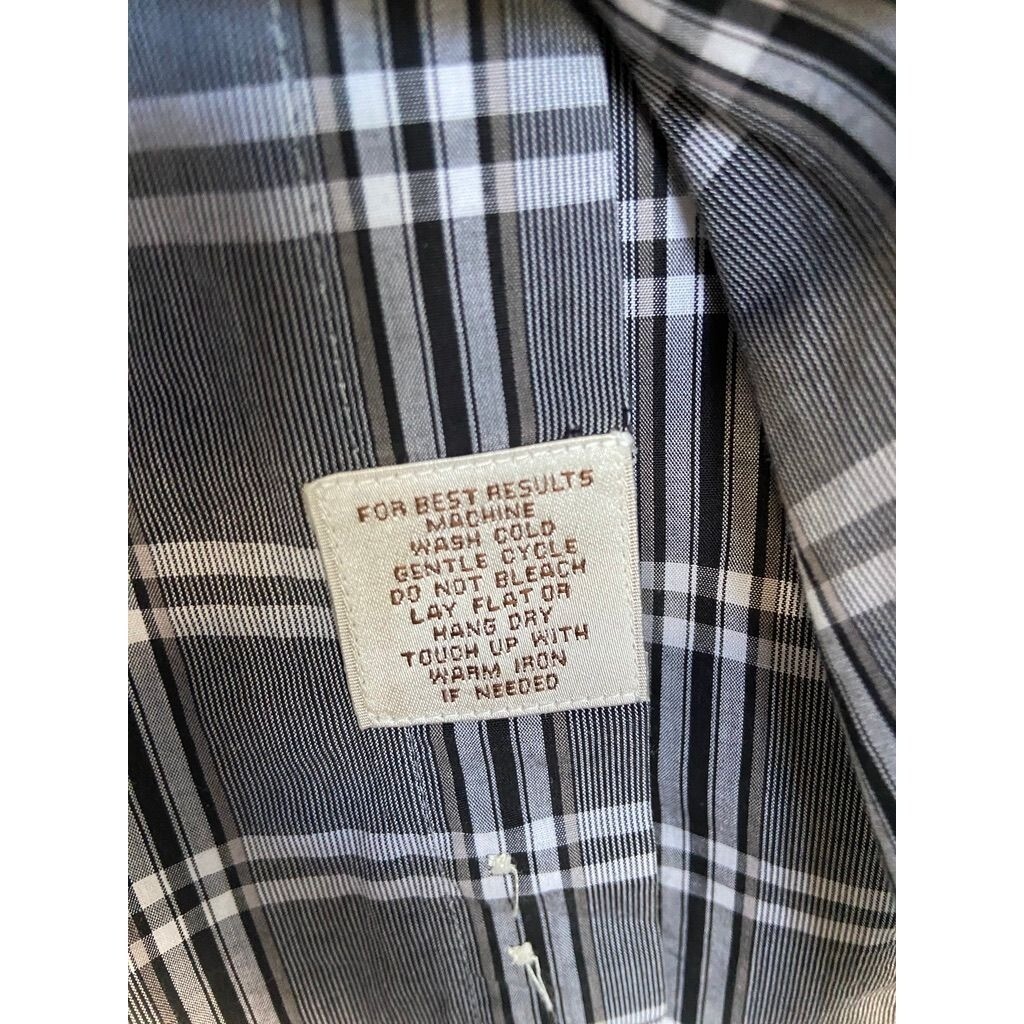 FOR BEST RESULTS
MACHINE
WASH COLD
GENTLE CYCLE
DO NOT BLEACH
LAY FLAT OR
HANG DRY
TOUCH UP WITH
WARM IRON
IF NEEDED